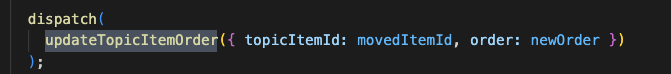 dispatch(
updateTopicItemOrder({ topicItemId: movedItemId, order: newOrder })
);